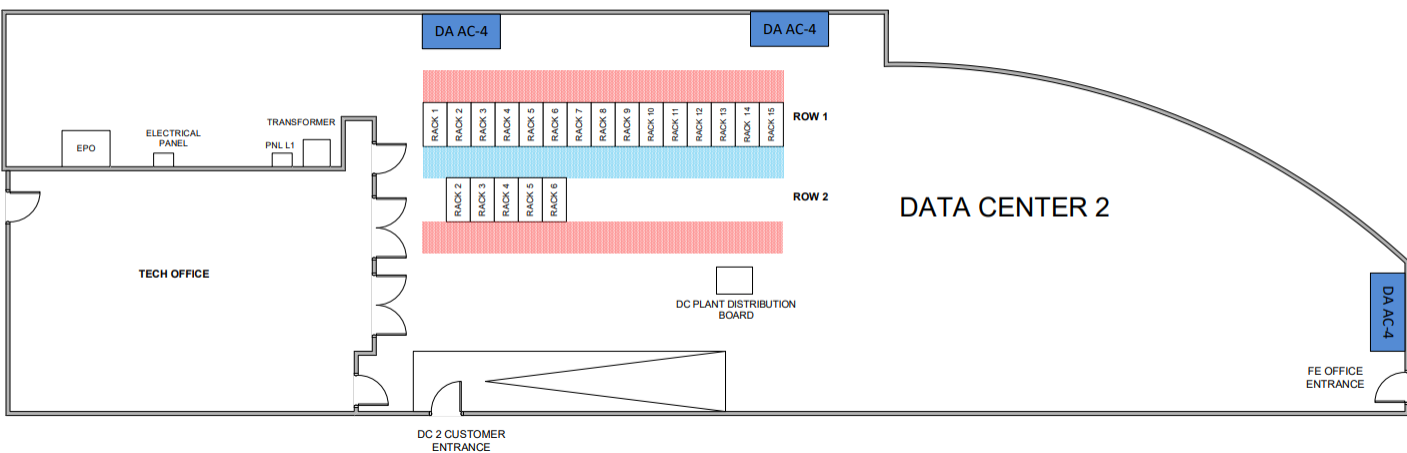 DA AC-4
DA AC-4
RACK 1
RACK 2
RACK 3
RACK 4
RACK 5
RACK 6
RACK 7
RACK 8
RACK 9
RACK 10
RACK 11
RACK 12
RACK 13
RACK 14
RACK 15
ROW 1
TRANSFORMER
ELECTRICAL
PANEL
EPO
PNL L1
RACK 2
RACK 3
RACK 4
RACK 5
RACK 6
ROW 2
DATA CENTER 2
TECH OFFICE
DC PLANT DISTRIBUTION
BOARD
DA AC-4
FE OFFICE
ENTRANCE
DC 2 CUSTOMER
ENTRANCE